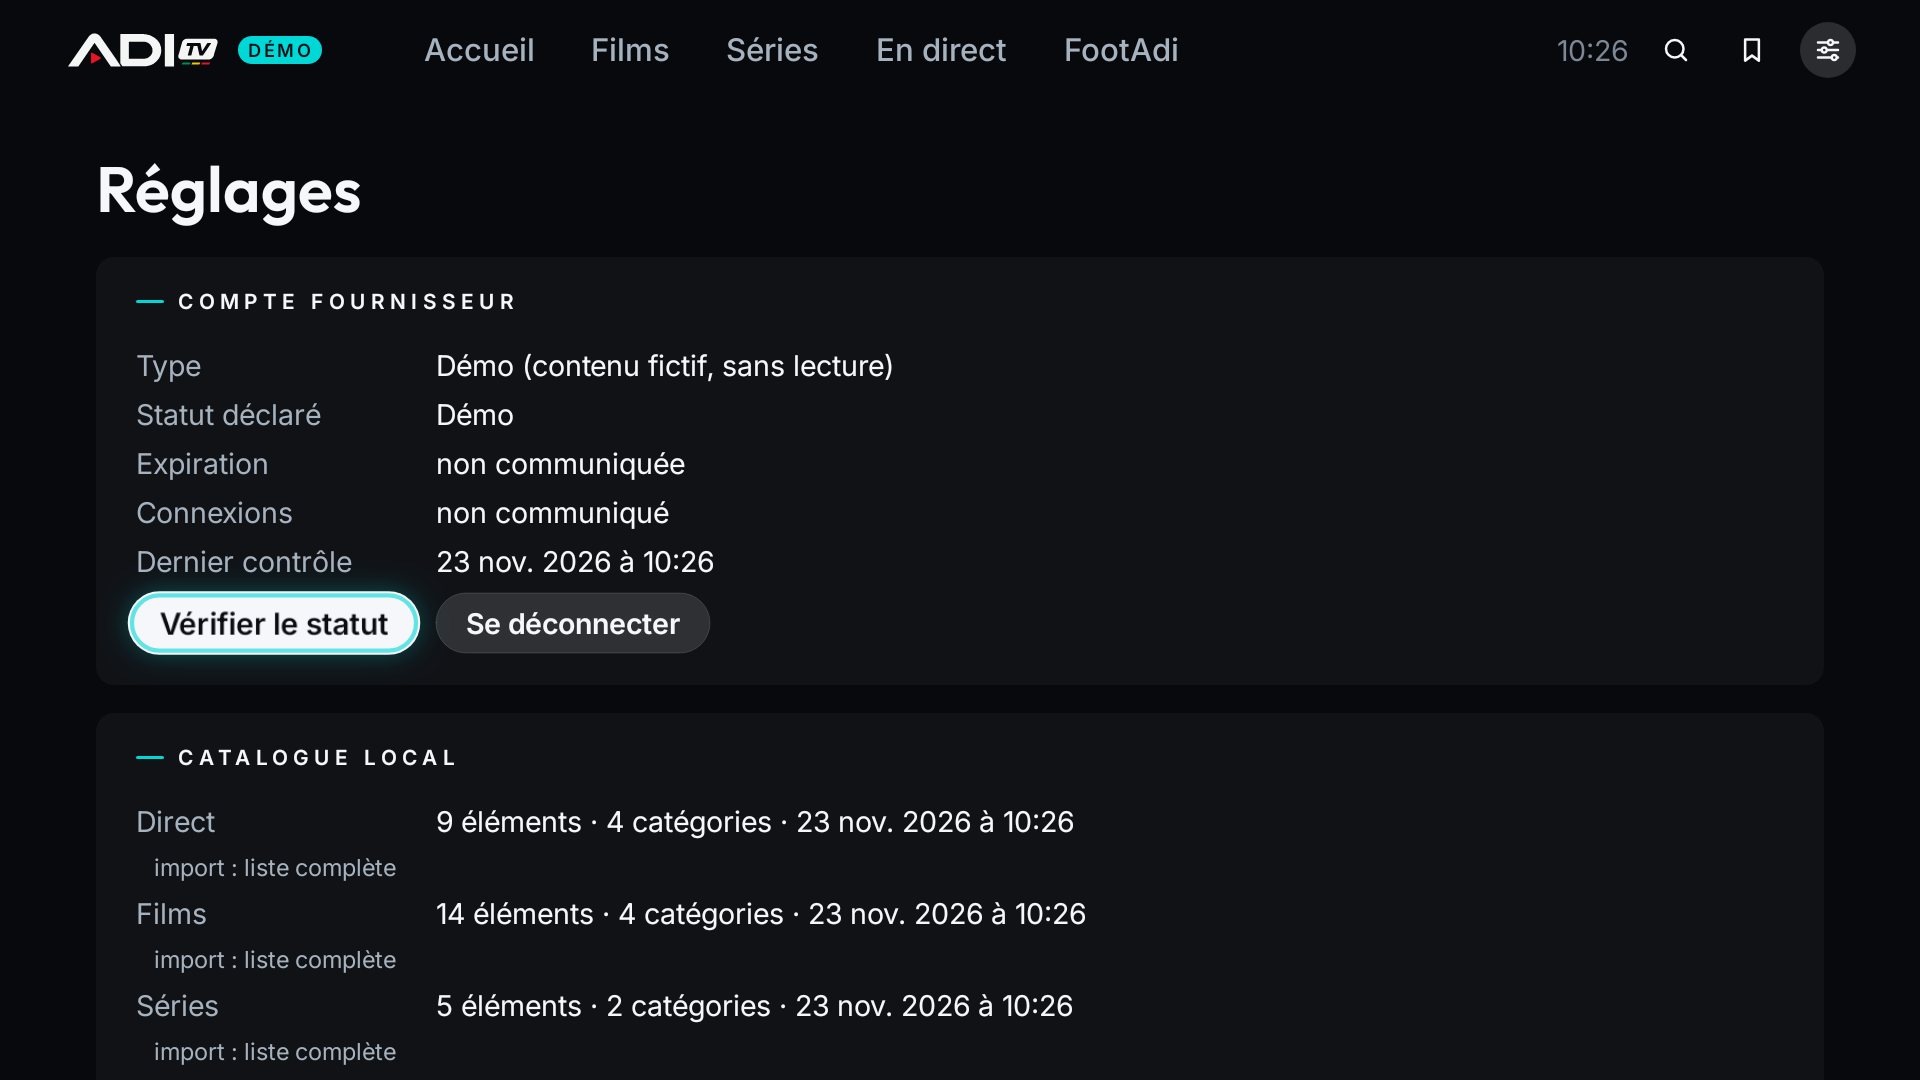 ADI TV DÉMO Accueil Films Séries En direct FootAdi 10:26
Réglages
COMPTE FOURNISSEUR
Type Démo (contenu fictif, sans lecture)
Statut déclaré Démo
Expiration non communiquée
Connexions non communiqué
Dernier contrôle 23 nov. 2026 à 10:26
Vérifier le statut Se déconnecter
CATALOGUE LOCAL
Direct 9 éléments · 4 catégories · 23 nov. 2026 à 10:26
import : liste complète
Films 14 éléments · 4 catégories · 23 nov. 2026 à 10:26
import : liste complète
Séries 5 éléments · 2 catégories · 23 nov. 2026 à 10:26
import : liste complète